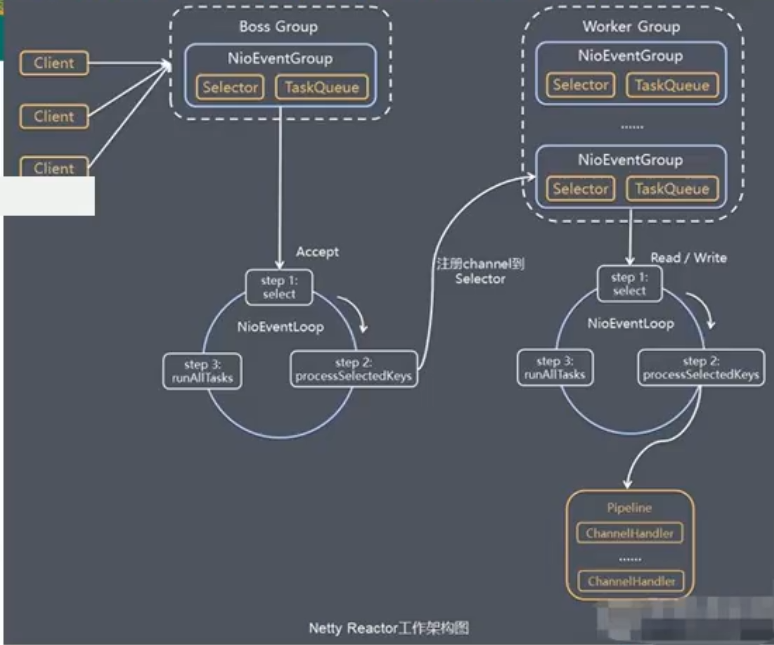 Boss Group
NioEventGroup
Selector
TaskQueue
Client
Client
Client
Worker Group
NioEventGroup
Selector
TaskQueue
......
NioEventGroup
Selector
TaskQueue
Accept
step 1:
select
NioEventLoop
step 2:
processSelectedKeys
step 3:
runAllTasks
注册channel到
Selector
Read / Write
step 1:
select
NioEventLoop
step 2:
processSelectedKeys
step 3:
runAllTasks
Pipeline
ChannelHandler
......
ChannelHandler
Netty Reactor工作架构图